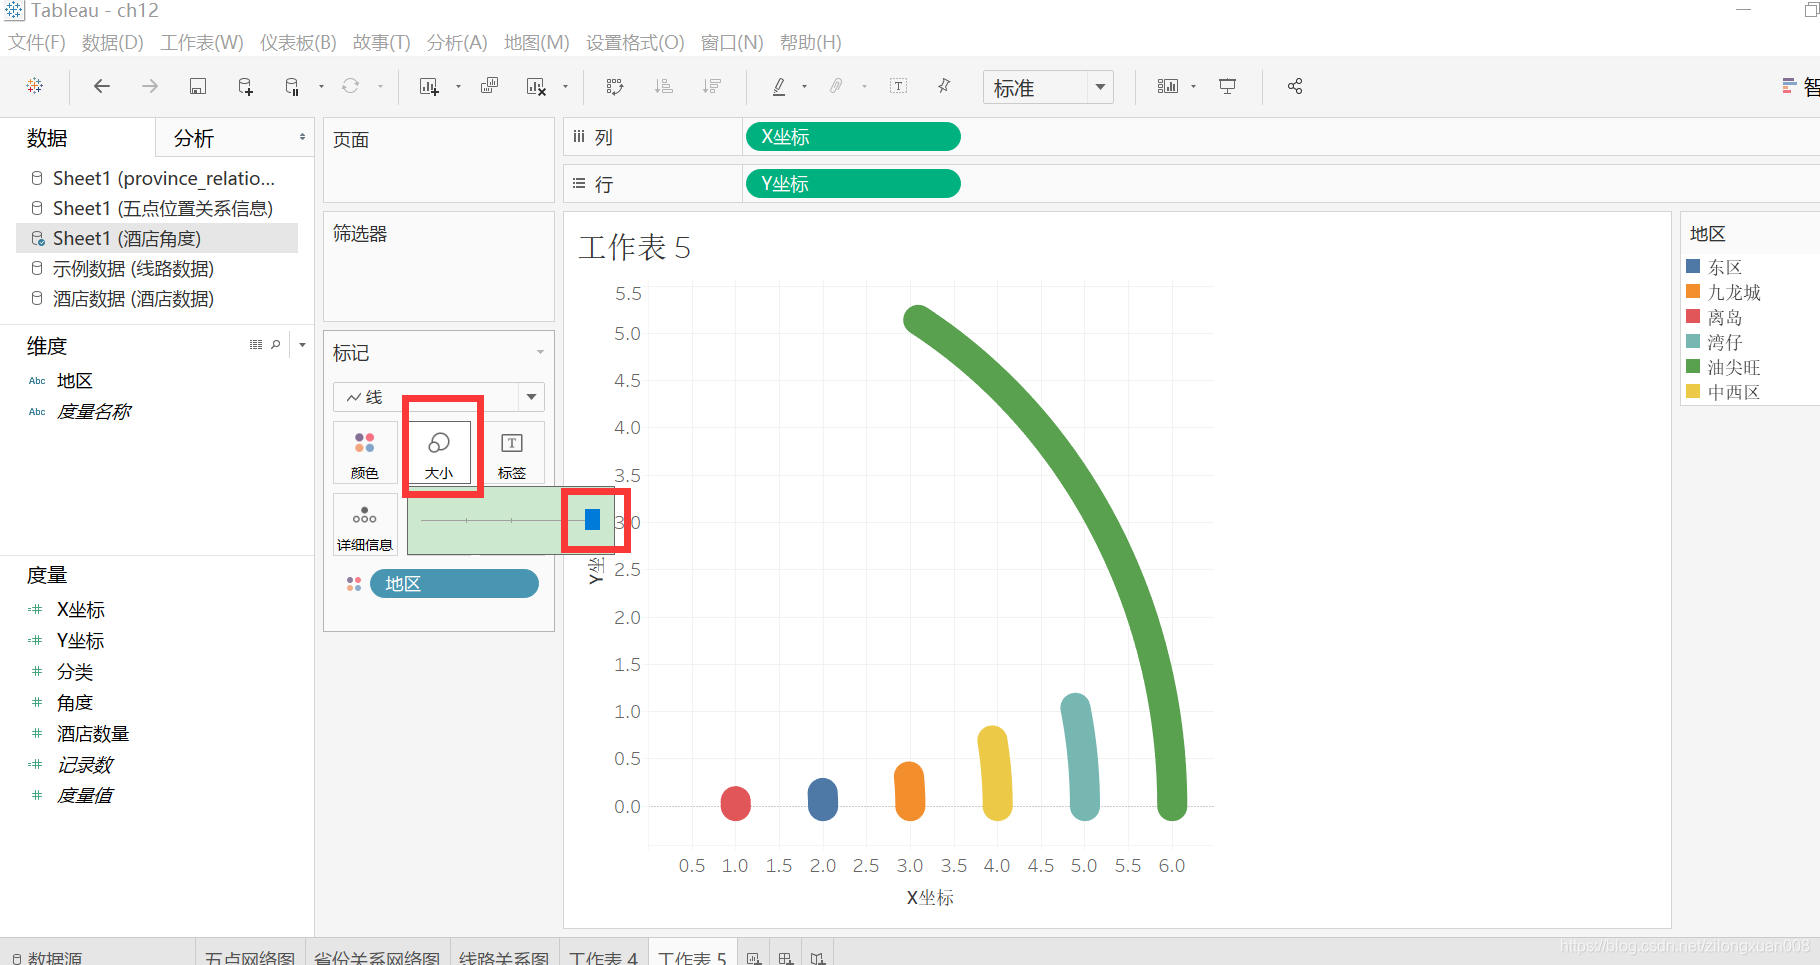 Tableau - ch12
文件(F) 数据(D) 工作表(W) 仪表板(B) 故事(T) 分析(A) 地图(M) 设置格式(O) 窗口(N) 帮助(H)
标准
智
数据
分析
Sheet1 (province_relatio...
Sheet1 (五点位置关系信息)
Sheet1 (酒店角度)
示例数据 (线路数据)
酒店数据 (酒店数据)
维度
Abc 地区
Abc 度量名称
度量
X坐标
Y坐标
分类
角度
酒店数量
记录数
度量值
页面
筛选器
标记
线
颜色
大小
标签
详细信息
地区
列
X坐标
行
Y坐标
工作表 5
5.5
5.0
4.5
4.0
3.5
3.0
2.5
2.0
1.5
1.0
0.5
0.0
Y坐
0.5 1.0 1.5 2.0 2.5 3.0 3.5 4.0 4.5 5.0 5.5 6.0
X坐标
地区
东区
九龙城
离岛
湾仔
油尖旺
中西区
数据源
五点网络图
省份关系网络图
线路关系图
工作表 4
工作表 5
https://blog.csdn.net/zilongxuan008